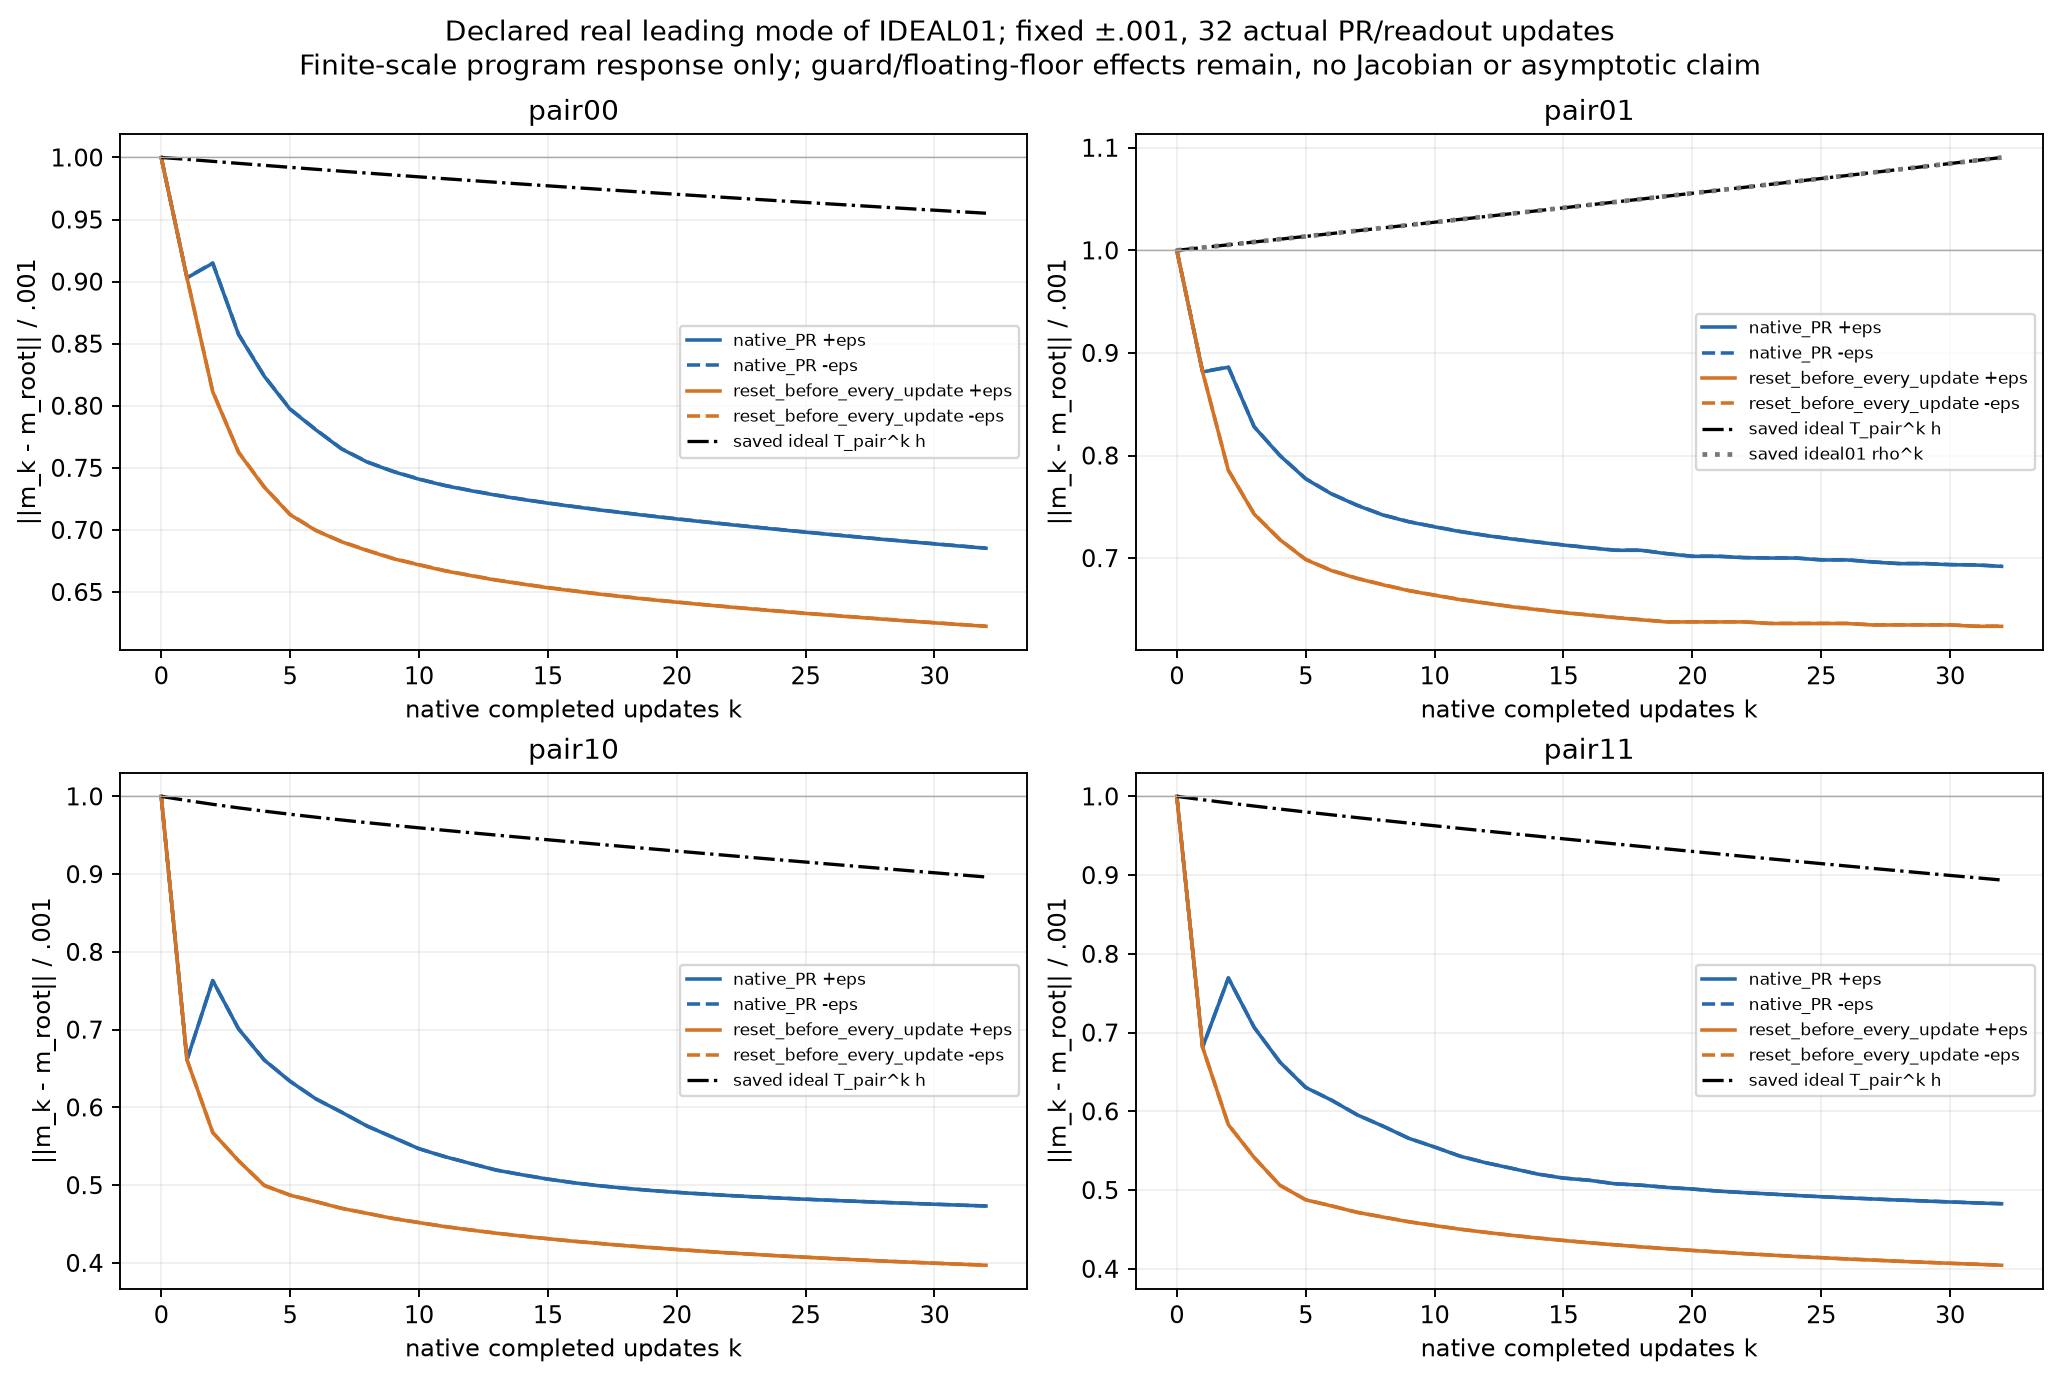 Declared real leading mode of IDEAL01; fixed ±.001, 32 actual PR/readout updates
Finite-scale program response only; guard/floating-floor effects remain, no Jacobian or asymptotic claim
pair00
||m_k - m_root|| / .001
1.00
0.95
0.90
0.85
0.80
0.75
0.70
0.65
native_PR +eps
native_PR -eps
reset_before_every_update +eps
reset_before_every_update -eps
saved ideal T_pair^k h
0 5 10 15 20 25 30
native completed updates k
pair01
||m_k - m_root|| / .001
1.1
1.0
0.9
0.8
0.7
native_PR +eps
native_PR -eps
reset_before_every_update +eps
reset_before_every_update -eps
saved ideal T_pair^k h
saved ideal01 rho^k
0 5 10 15 20 25 30
native completed updates k
pair10
||m_k - m_root|| / .001
1.0
0.9
0.8
0.7
0.6
0.5
0.4
native_PR +eps
native_PR -eps
reset_before_every_update +eps
reset_before_every_update -eps
saved ideal T_pair^k h
0 5 10 15 20 25 30
native completed updates k
pair11
||m_k - m_root|| / .001
1.0
0.9
0.8
0.7
0.6
0.5
0.4
native_PR +eps
native_PR -eps
reset_before_every_update +eps
reset_before_every_update -eps
saved ideal T_pair^k h
0 5 10 15 20 25 30
native completed updates k